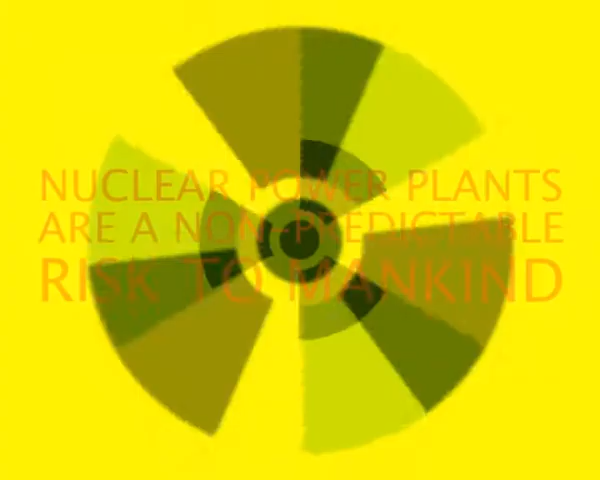 NUCLEAR POWER PLANTS
ARE A NON-PREDICTABLE
RISK TO MANKIND